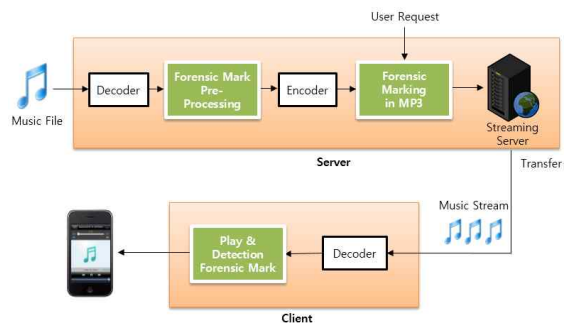 User Request
Music File
Decoder
Forensic Mark
Pre-
Processing
Encoder
Forensic
Marking
in MP3
Streaming
Server
Server
Transfer
Music Stream
Play &
Detection
Forensic Mark
Decoder
Client